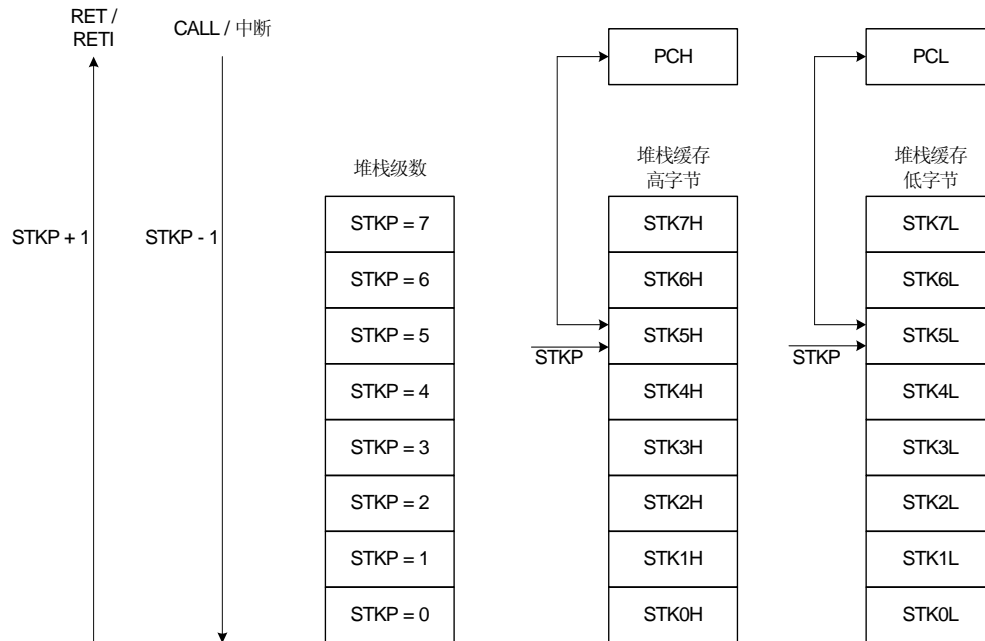 RET /
RETI
CALL / 中断
PCH
PCL
堆栈级数
堆栈缓存
高字节
堆栈缓存
低字节
STKP + 1
STKP - 1
STKP = 7
STK7H
STK7L
STKP = 6
STK6H
STK6L
STKP = 5
STK5H
STK5L
STKP
STKP
STKP = 4
STK4H
STK4L
STKP = 3
STK3H
STK3L
STKP = 2
STK2H
STK2L
STKP = 1
STK1H
STK1L
STKP = 0
STK0H
STK0L